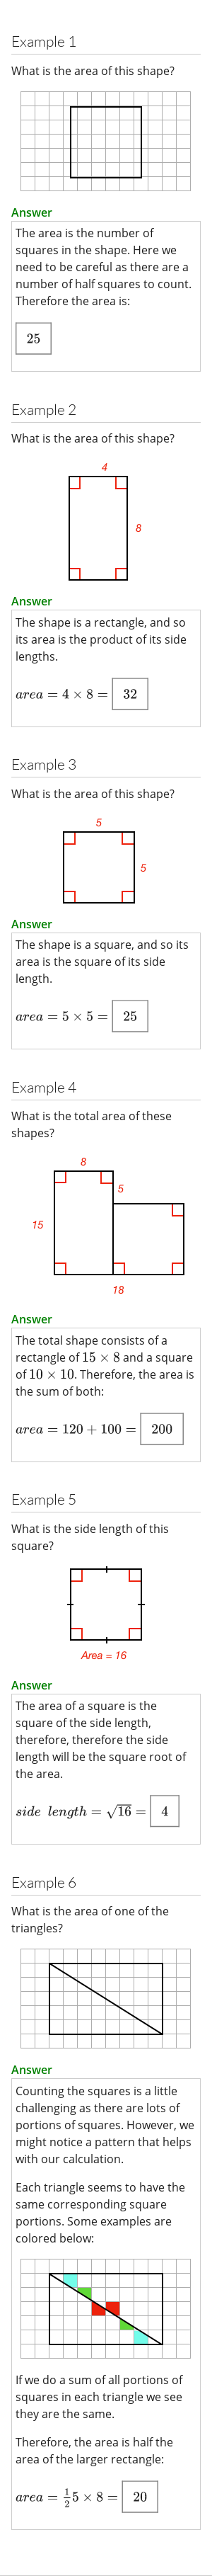 Example 1
What is the area of this shape?
Answer
The area is the number of
squares in the shape. Here we
need to be careful as there are a
number of half squares to count.
Therefore the area is:
25
Example 2
What is the area of this shape?
4
8
Answer
The shape is a rectangle, and so
its area is the product of its side
lengths.
area = 4 × 8 = 32
Example 3
What is the area of this shape?
5
5
Answer
The shape is a square, and so its
area is the square of its side
length.
area = 5 × 5 = 25
Example 4
What is the total area of these
shapes?
8
5
15
18
Answer
The total shape consists of a
rectangle of 15 × 8 and a square
of 10 × 10. Therefore, the area is
the sum of both:
area = 120 + 100 = 200
Example 5
What is the side length of this
square?
Area = 16
Answer
The area of a square is the
square of the side length,
therefore, therefore the side
length will be the square root of
the area.
side length = √16 = 4
Example 6
What is the area of one of the
triangles?
Answer
Counting the squares is a little
challenging as there are lots of
portions of squares. However, we
might notice a pattern that helps
with our calculation.
Each triangle seems to have the
same corresponding square
portions. Some examples are
colored below:
If we do a sum of all portions of
squares in each triangle we see
they are the same.
Therefore, the area is half the
area of the larger rectangle:
area = ½5 × 8 = 20